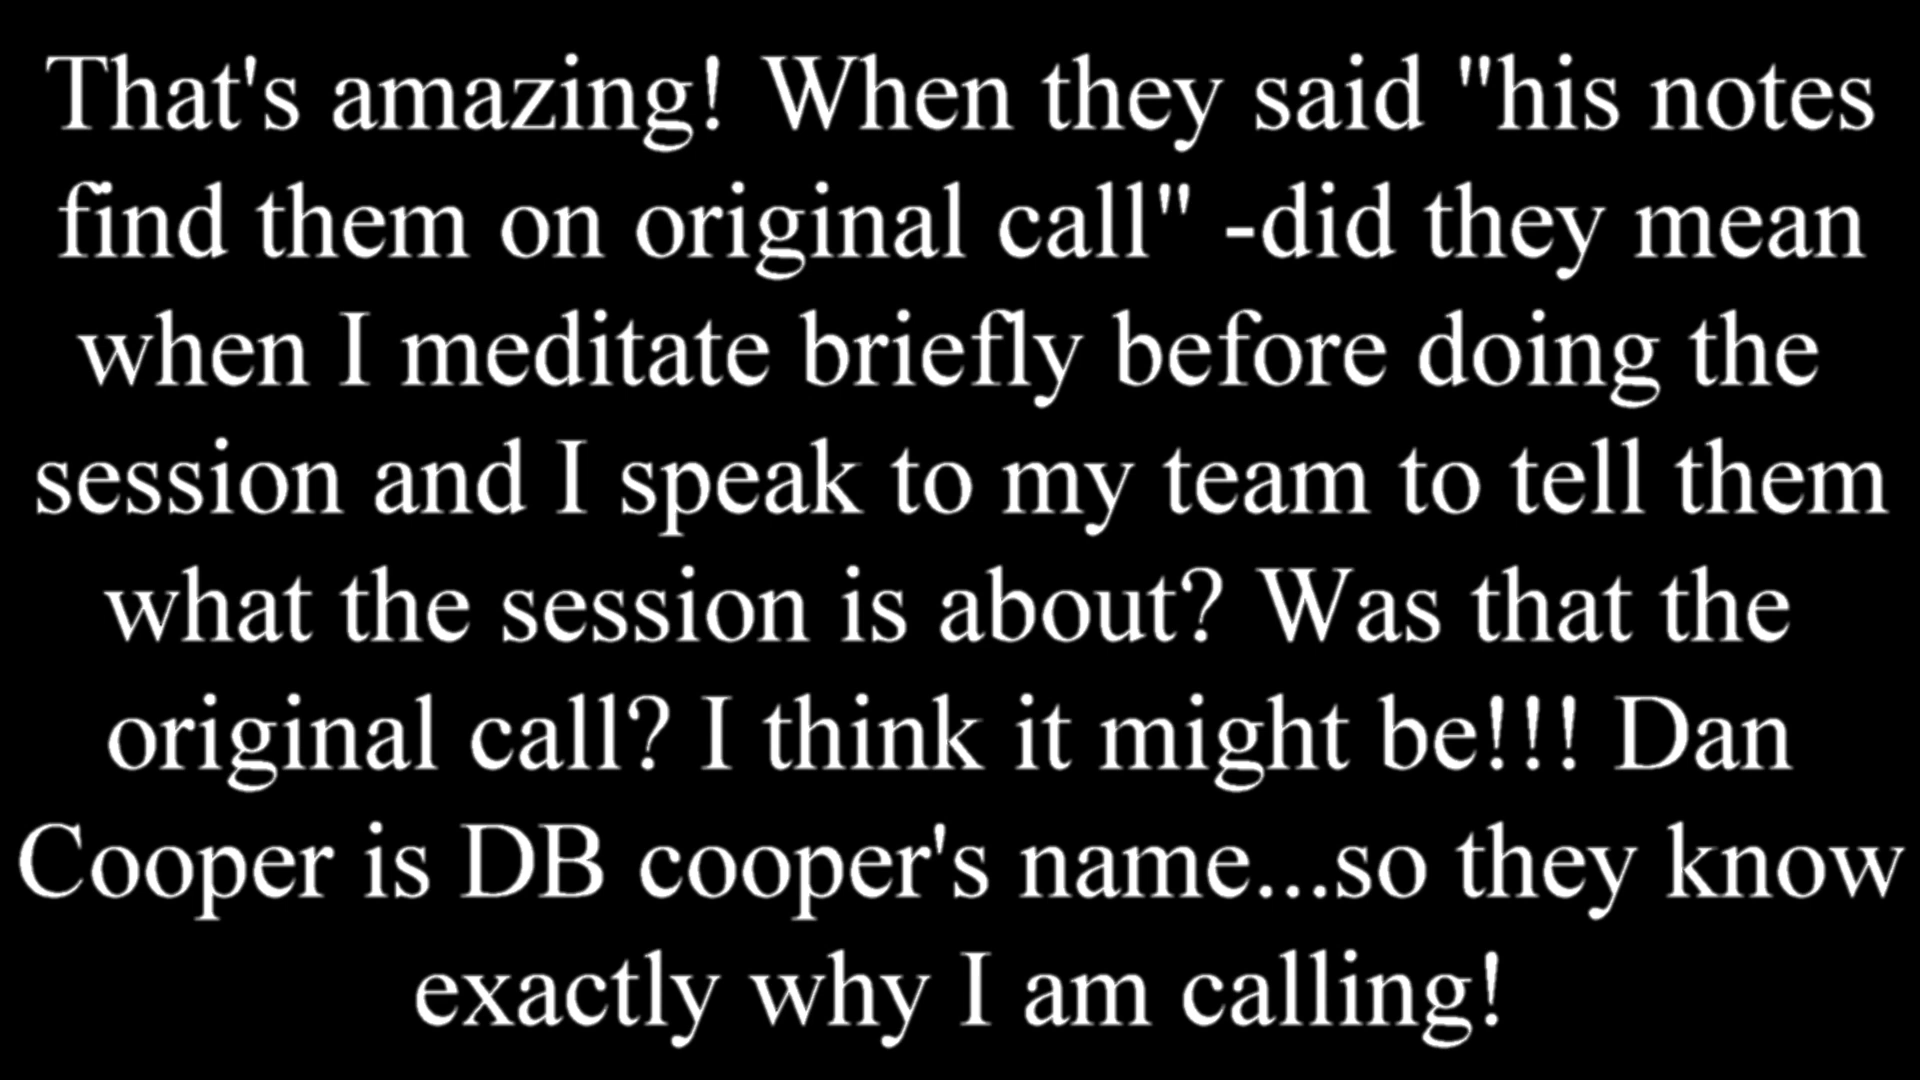 That's amazing! When they said "his notes
find them on original call" -did they mean
when I meditate briefly before doing the
session and I speak to my team to tell them
what the session is about? Was that the
original call? I think it might be!!! Dan
Cooper is DB cooper's name...so they know
exactly why I am calling!